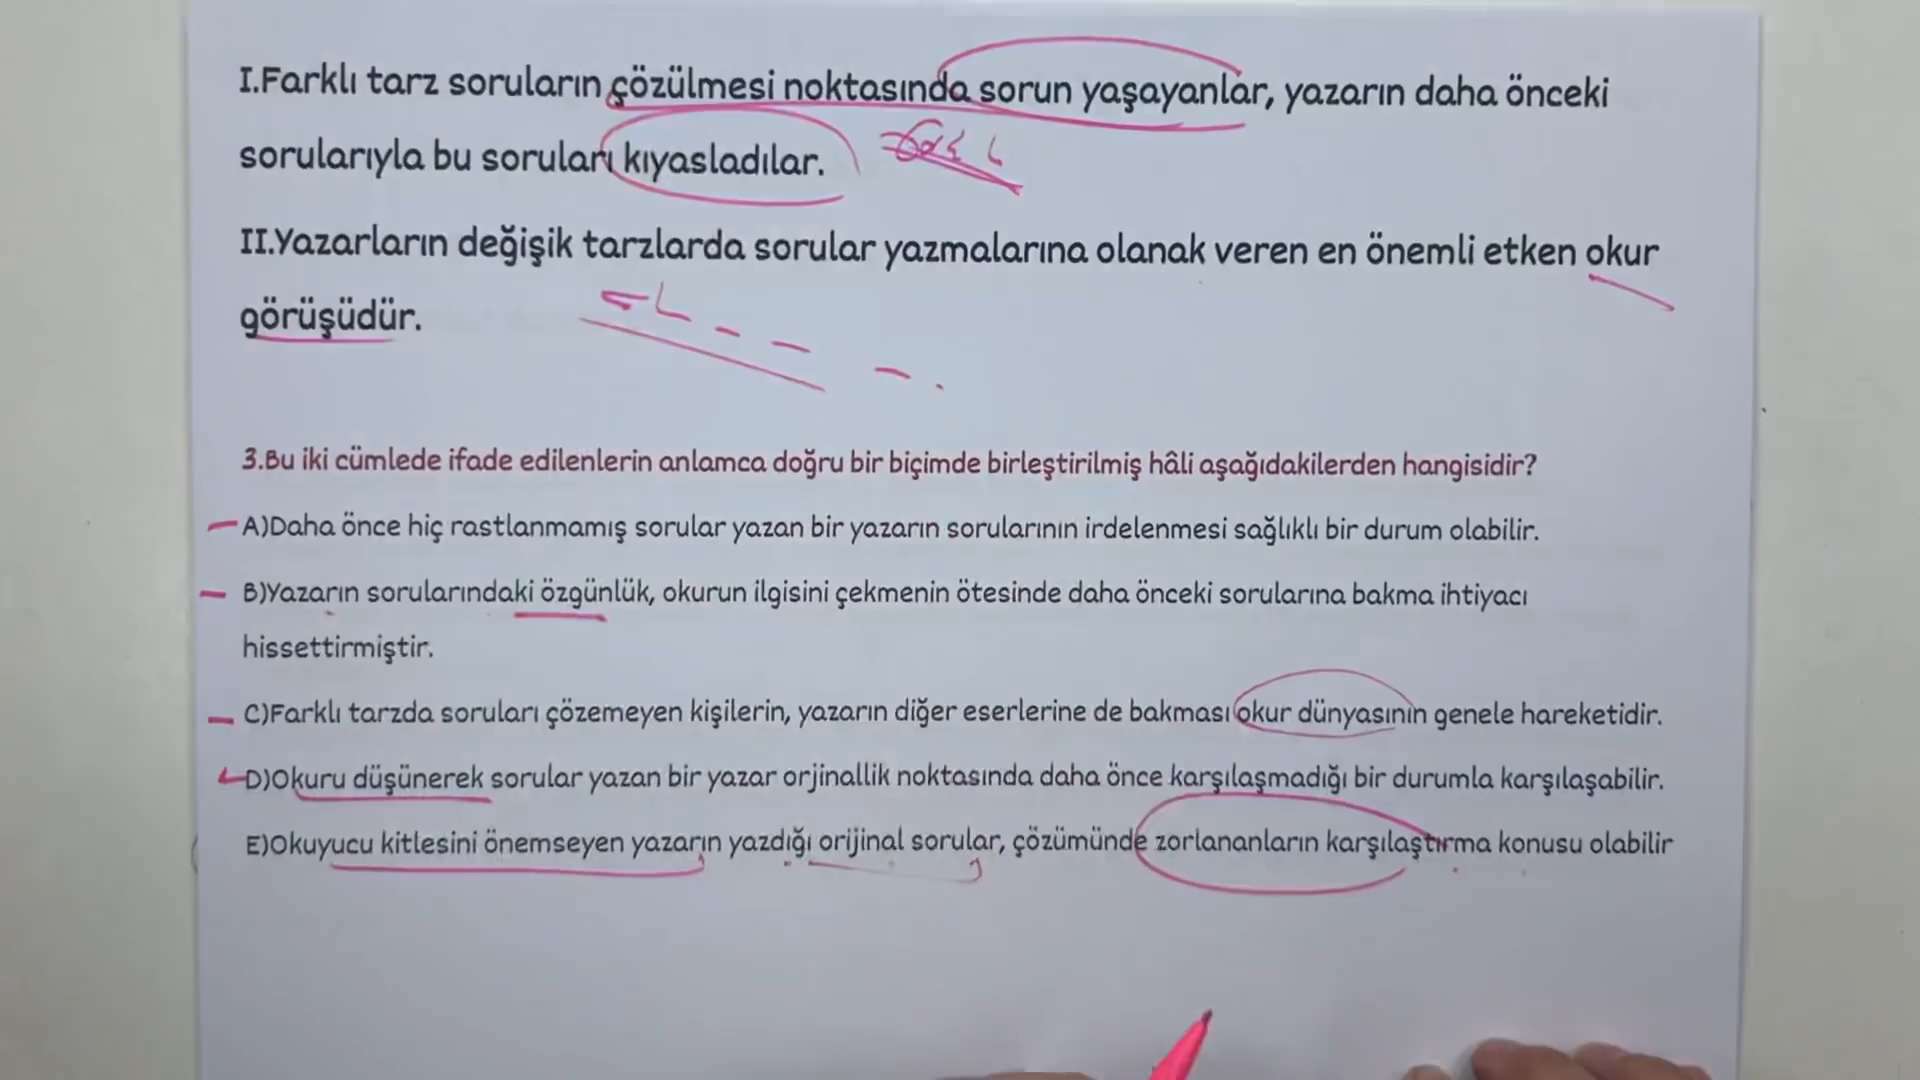 I.Farklı tarz soruların çözülmesi noktasında sorun yaşayanlar, yazarın daha önceki
sorularıyla bu soruları kıyasladılar.
II.Yazarların değişik tarzlarda sorular yazmalarına olanak veren en önemli etken okur
görüşüdür.
3.Bu iki cümlede ifade edilenlerin anlamca doğru bir biçimde birleştirilmiş hâli aşağıdakilerden hangisidir?
A)Daha önce hiç rastlanmamış sorular yazan bir yazarın sorularının irdelenmesi sağlıklı bir durum olabilir.
B)Yazarın sorularındaki özgünlük, okurun ilgisini çekmenin ötesinde daha önceki sorularına bakma ihtiyacı
hissettirmiştir.
C)Farklı tarzda soruları çözemeyen kişilerin, yazarın diğer eserlerine de bakması okur dünyasının genele hareketidir.
D)Okuru düşünerek sorular yazan bir yazar orjinallik noktasında daha önce karşılaşmadığı bir durumla karşılaşabilir.
E)Okuyucu kitlesini önemseyen yazarın yazdığı orijinal sorular, çözümünde zorlananların karşılaştırma konusu olabilir